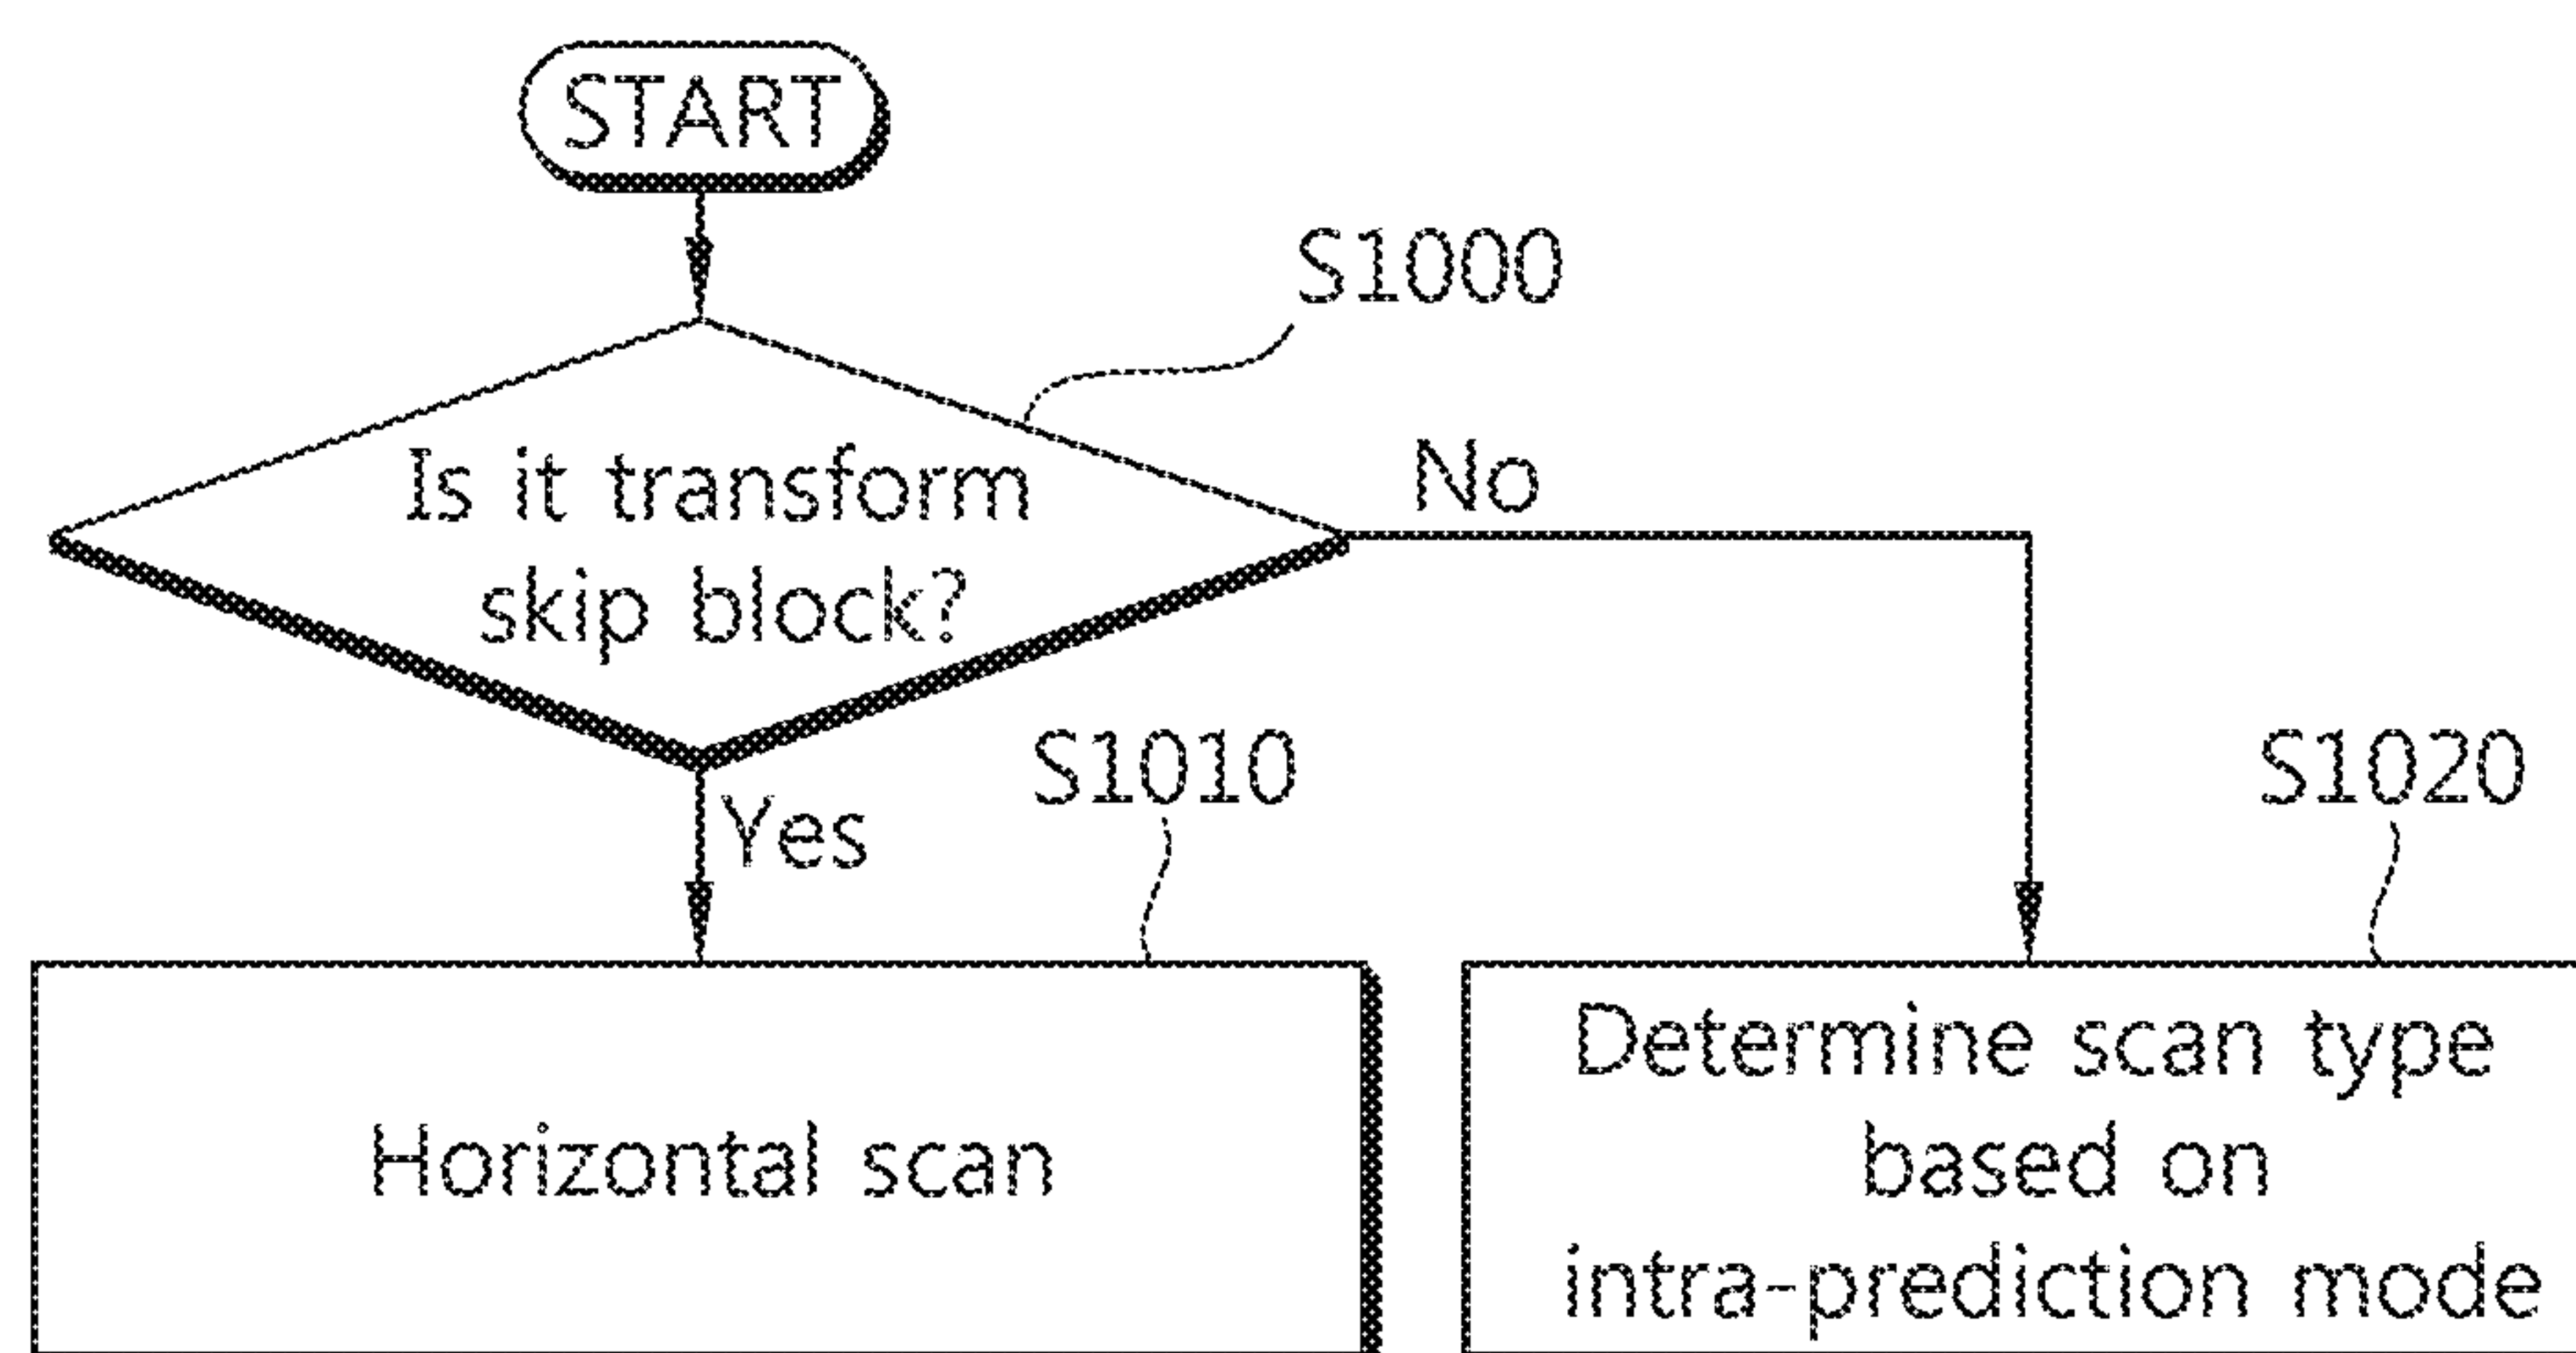 START
S1000
Is it transform
skip block?
No
Yes
S1010
S1020
Horizontal scan
Determine scan type
based on
intra-prediction mode